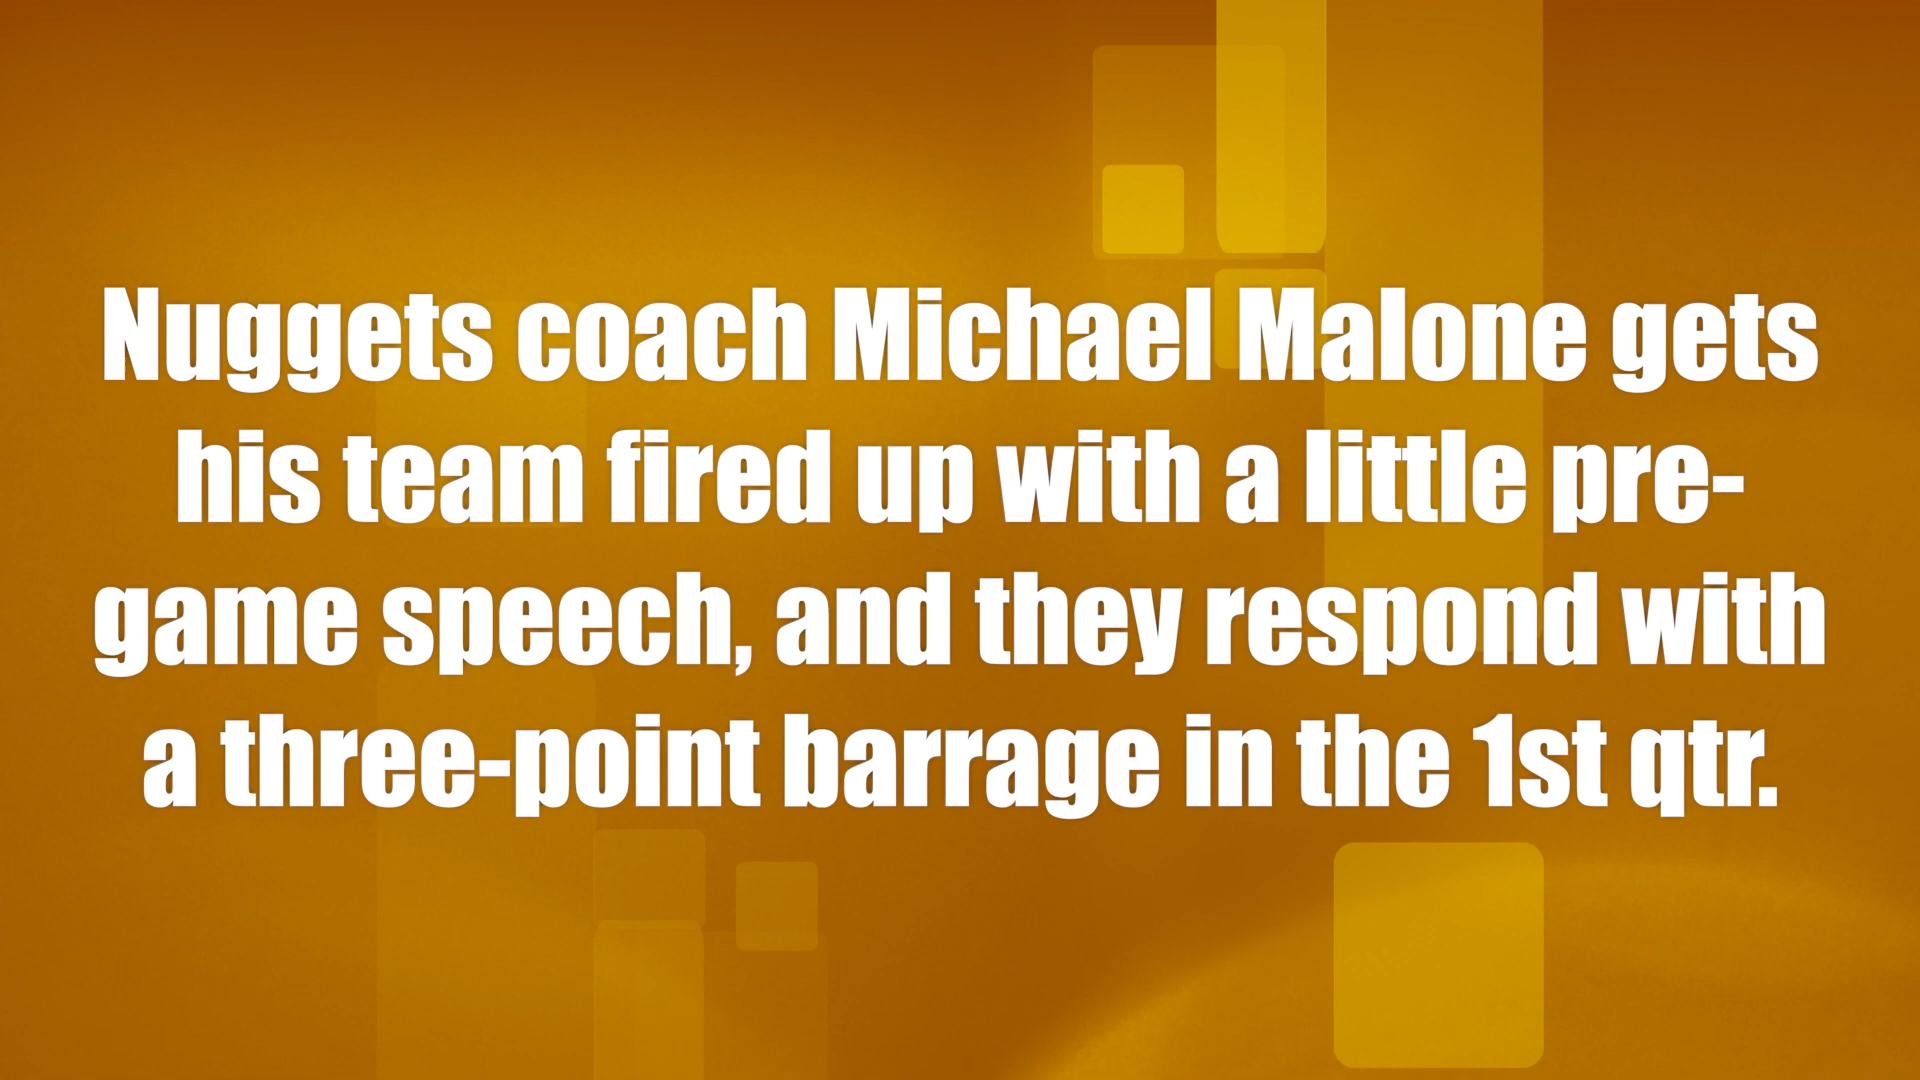 Nuggets coach Michael Malone gets
his team fired up with a little pre-
game speech, and they respond with
a three-point barrage in the 1st qtr.